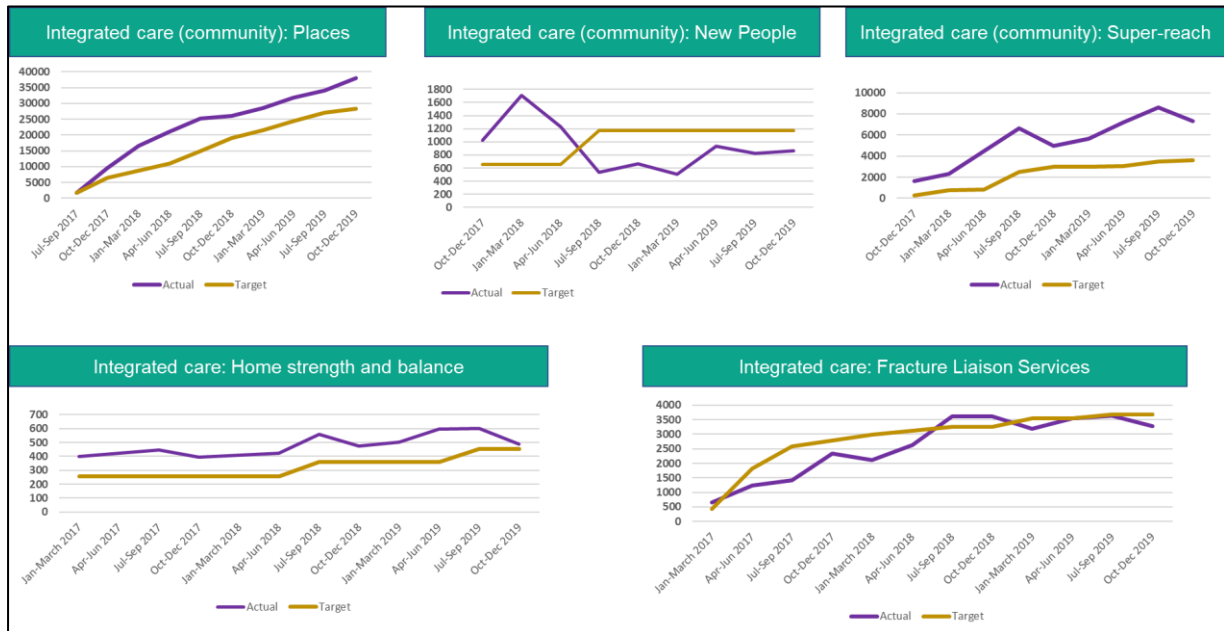 Integrated care (community): Places
40000
35000
30000
25000
20000
15000
10000
5000
0
Jul-Sep 2017
Oct-Dec 2017
Jan-Mar 2018
Apr-Jun 2018
Jul-Sep 2018
Oct-Dec 2018
Jan-Mar 2019
Apr-Jun 2019
Jul-Sep 2019
Oct-Dec 2019
Actual Target
Integrated care (community): New People
1800
1600
1400
1200
1000
800
600
400
200
0
Oct-Dec 2017
Jan-Mar 2018
Apr-Jun 2018
Jul-Sep 2018
Oct-Dec 2018
Jan-Mar 2019
Apr-Jun 2019
Jul-Sep 2019
Oct-Dec 2019
Actual Target
Integrated care (community): Super-reach
10000
8000
6000
4000
2000
0
Oct-Dec 2017
Jan-Mar 2018
Apr-Jun 2018
Jul-Sep 2018
Oct-Dec 2018
Jan-Mar2019
Apr-Jun 2019
Jul-Sep 2019
Oct-Dec 2019
Actual Target
Integrated care: Home strength and balance
700
600
500
400
300
200
100
0
Jan-March 2017
Apr-Jun 2017
Jul-Sep 2017
Oct-Dec 2017
Jan-March 2018
Apr-Jun 2018
Jul-Sep 2018
Oct-Dec 2018
Jan-March 2019
Apr-Jun 2019
Jul-Sep 2019
Oct-Dec 2019
Actual Target
Integrated care: Fracture Liaison Services
4000
3500
3000
2500
2000
1500
1000
500
0
Jan-March 2017
Apr-Jun 2017
Jul-Sep 2017
Oct-Dec 2017
Jan-March 2018
Apr-Jun 2018
Jul-Sep 2018
Oct-Dec 2018
Jan-March 2019
Apr-Jun 2019
Jul-Sep 2019
Oct-Dec 2019
Actual Target